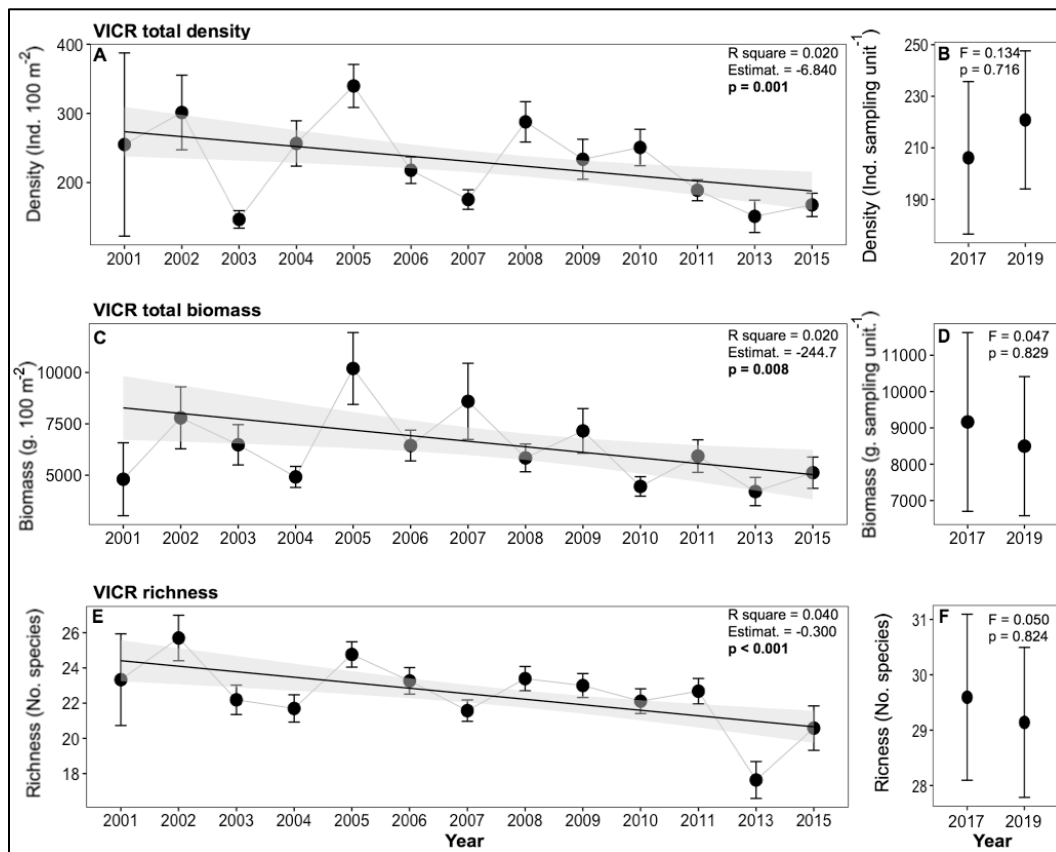 VICR total density
A
R square = 0.020
Estimat. = -6.840
p = 0.001
Density (Ind. 100 m-2)
400
300
200
2001 2002 2003 2004 2005 2006 2007 2008 2009 2010 2011 2013 2015
B
F = 0.134
p = 0.716
Density (Ind. sampling unit-1)
250
230
210
190
2017 2019
VICR total biomass
C
R square = 0.020
Estimat. = -244.7
p = 0.008
Biomass (g. 100 m-2)
10000
7500
5000
2001 2002 2003 2004 2005 2006 2007 2008 2009 2010 2011 2013 2015
D
F = 0.047
p = 0.829
Biomass (g. sampling unit.-1)
11000
10000
9000
8000
7000
2017 2019
VICR richness
E
R square = 0.040
Estimat. = -0.300
p < 0.001
Richness (No. species)
26
24
22
20
18
2001 2002 2003 2004 2005 2006 2007 2008 2009 2010 2011 2013 2015
Year
F
F = 0.050
p = 0.824
Ricness (No. species)
31
30
29
28
2017 2019
Year